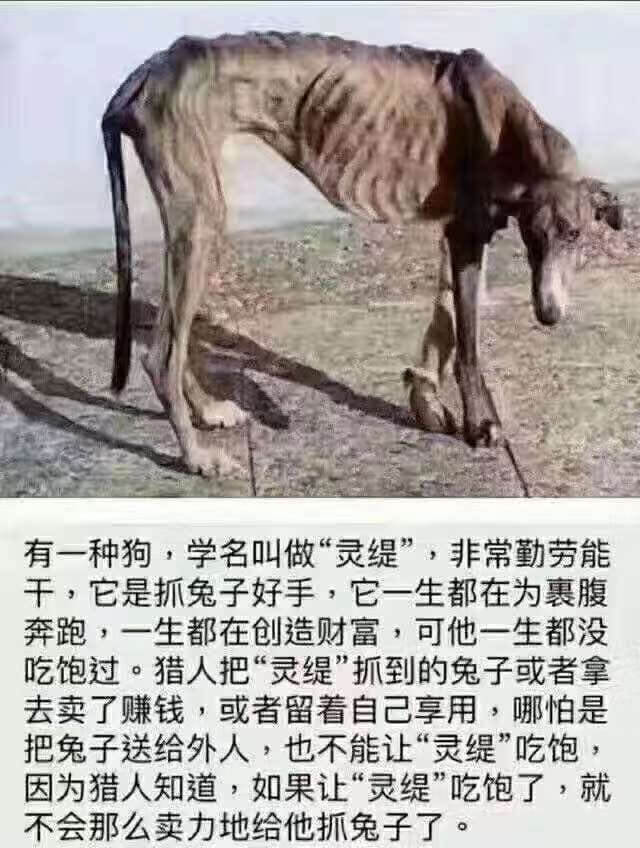 有一种狗，学名叫做“灵缇”，非常勤劳能
干，它是抓兔子好手，它一生都在为裹腹
奔跑，一生都在创造财富，可他一生都没
吃饱过。猎人把“灵缇”抓到的兔子或者拿
去卖了赚钱，或者留着自己享用，哪怕是
把兔子送给外人，也不能让“灵缇”吃饱，
因为猎人知道，如果让“灵缇”吃饱了，就
不会那么卖力地给他抓兔子了。